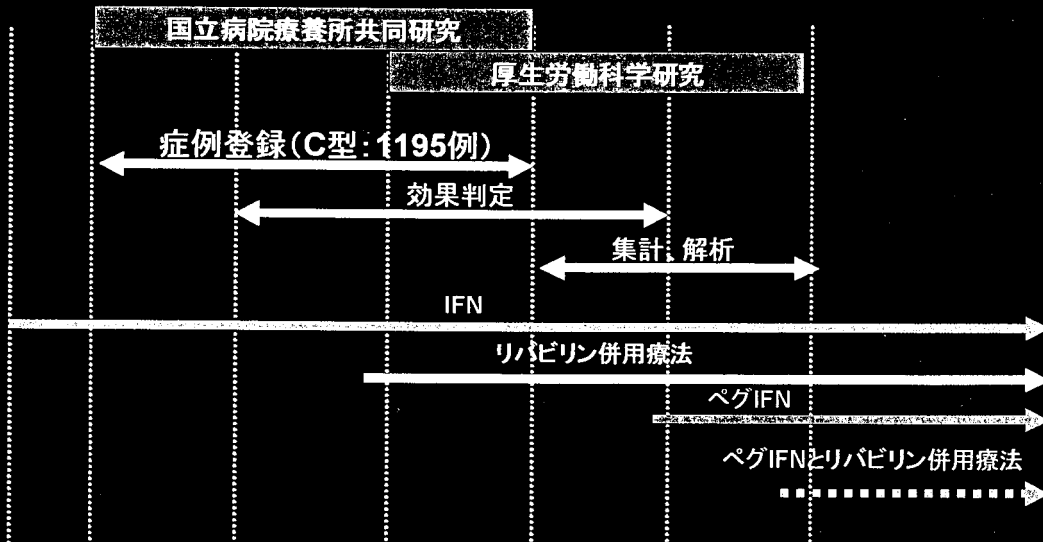 国立病院療養所共同研究
厚生労働科学研究
症例登録(C型:1195例)
効果判定
集計、解析
IFN
リバビリン併用療法
ペグIFN
ペグIFNとリバビリン併用療法